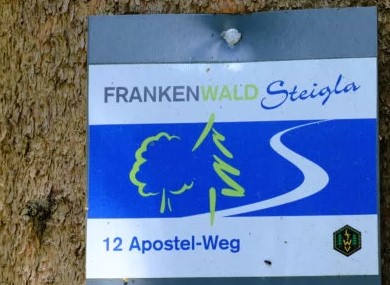 FRANKENWALD Steigla
12 Apostel-Weg